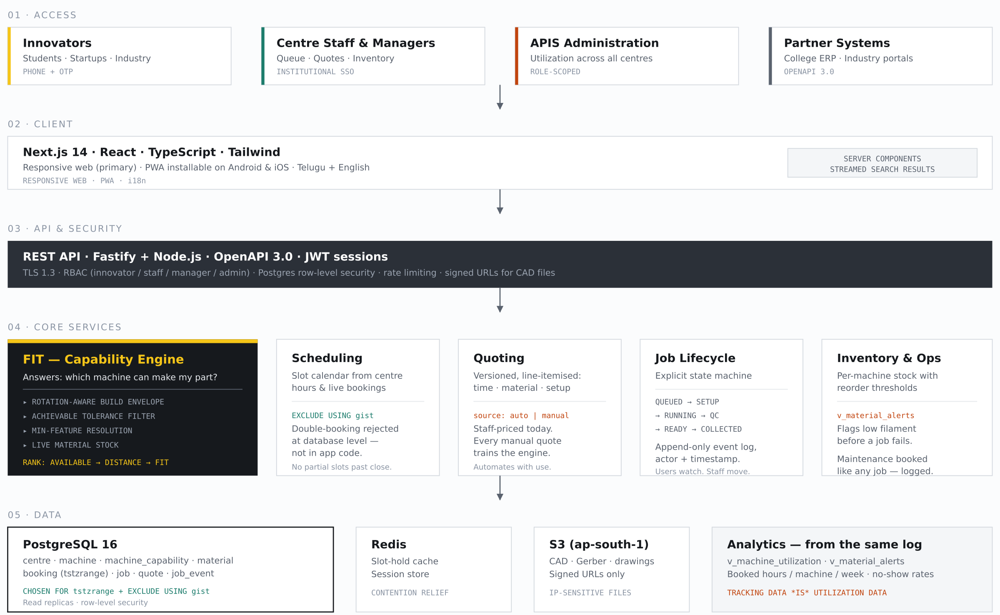 01 · ACCESS
Innovators
Students · Startups · Industry
PHONE + OTP
Centre Staff & Managers
Queue · Quotes · Inventory
INSTITUTIONAL SSO
APIS Administration
Utilization across all centres
ROLE-SCOPED
Partner Systems
College ERP · Industry portals
OPENAPI 3.0
02 · CLIENT
Next.js 14 · React · TypeScript · Tailwind
Responsive web (primary) · PWA installable on Android & iOS · Telugu + English
RESPONSIVE WEB · PWA · i18n
SERVER COMPONENTS
STREAMED SEARCH RESULTS
03 · API & SECURITY
REST API · Fastify + Node.js · OpenAPI 3.0 · JWT sessions
TLS 1.3 · RBAC (innovator / staff / manager / admin) · Postgres row-level security · rate limiting · signed URLs for CAD files
04 · CORE SERVICES
FIT — Capability Engine
Answers: which machine can make my part?
▸ ROTATION-AWARE BUILD ENVELOPE
▸ ACHIEVABLE TOLERANCE FILTER
▸ MIN-FEATURE RESOLUTION
▸ LIVE MATERIAL STOCK
RANK: AVAILABLE → DISTANCE → FIT
Scheduling
Slot calendar from centre
hours & live bookings
EXCLUDE USING gist
Double-booking rejected
at database level —
not in app code.
No partial slots past close.
Quoting
Versioned, line-itemised:
time · material · setup
source: auto | manual
Staff-priced today.
Every manual quote
trains the engine.
Automates with use.
Job Lifecycle
Explicit state machine
QUEUED → SETUP
→ RUNNING → QC
→ READY → COLLECTED
Append-only event log,
actor + timestamp.
Users watch. Staff move.
Inventory & Ops
Per-machine stock with
reorder thresholds
v_material_alerts
Flags low filament
before a job fails.
Maintenance booked
like any job — logged.
05 · DATA
PostgreSQL 16
centre · machine · machine_capability · material
booking (tstzrange) · job · quote · job_event
CHOSEN FOR tstzrange + EXCLUDE USING gist
Read replicas · row-level security
Redis
Slot-hold cache
Session store
CONTENTION RELIEF
S3 (ap-south-1)
CAD · Gerber · drawings
Signed URLs only
IP-SENSITIVE FILES
Analytics — from the same log
v_machine_utilization · v_material_alerts
Booked hours / machine / week · no-show rates
TRACKING DATA *IS* UTILIZATION DATA